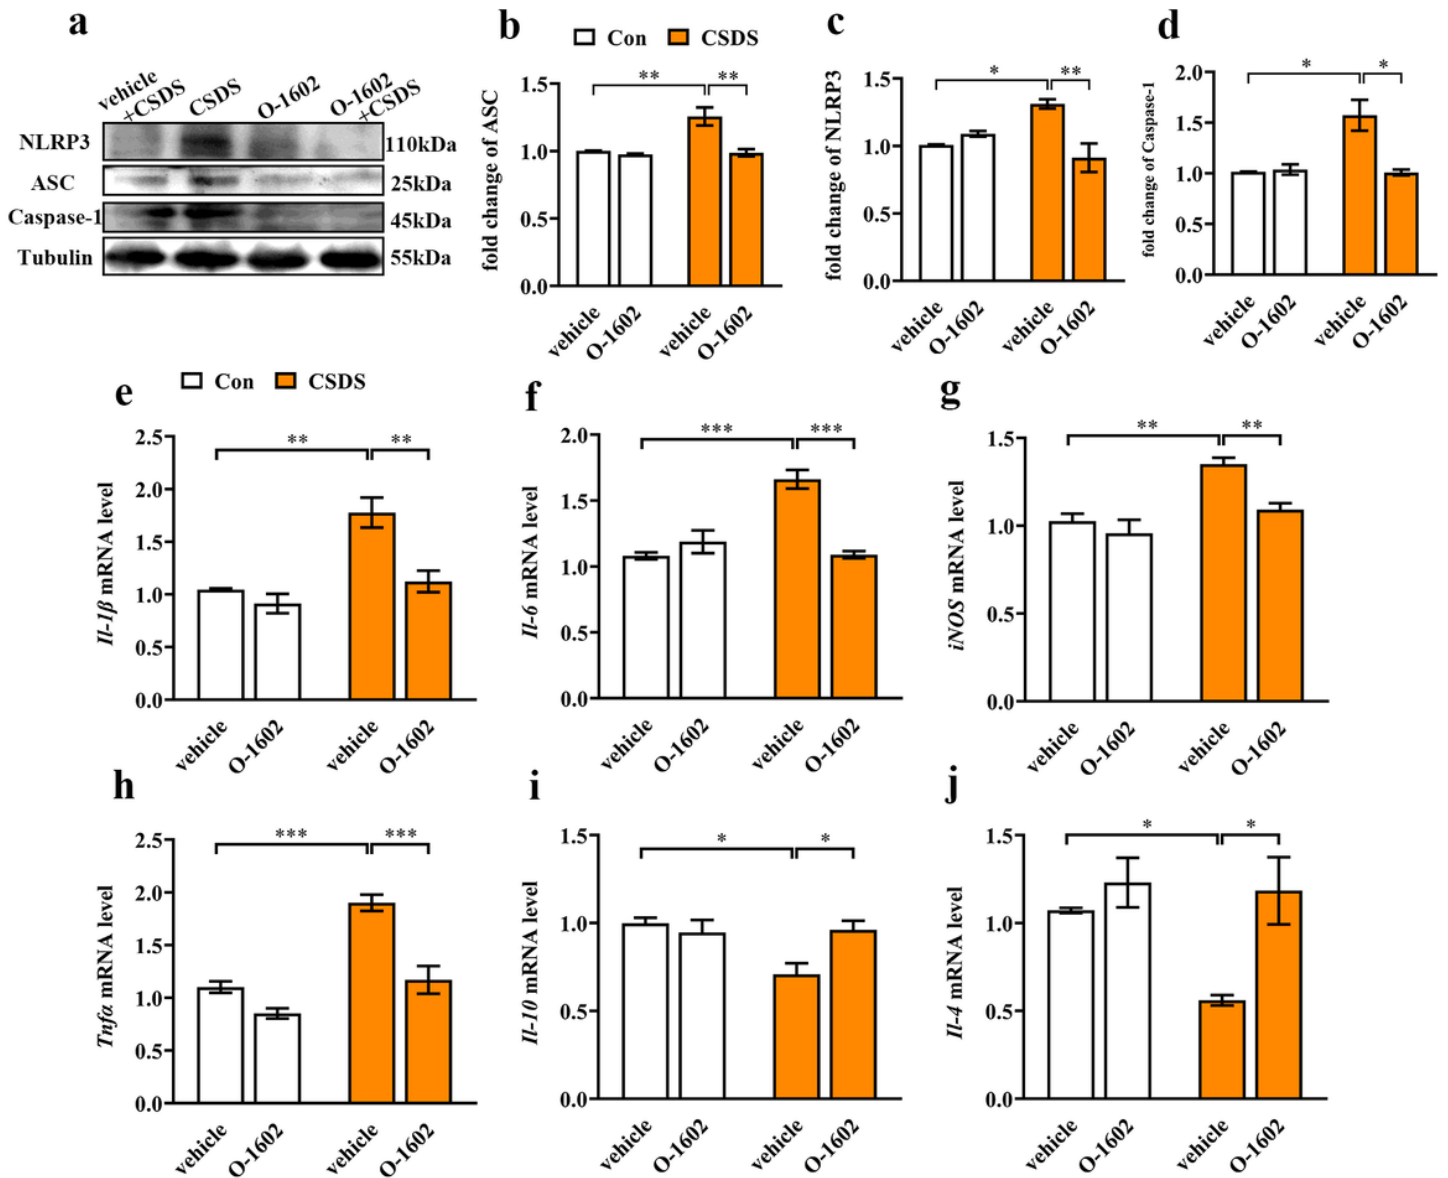 a
vehicle
+CSDS
CSDS
O-1602
O-1602
+CSDS
NLRP3
110kDa
ASC
25kDa
Caspase-1
45kDa
Tubulin
55kDa
b
Con CSDS
fold change of ASC
1.5
1.0
0.5
0.0
** **
vehicle
O-1602
vehicle
O-1602
c
fold change of NLRP3
1.5
1.0
0.5
0.0
* **
vehicle
O-1602
vehicle
O-1602
d
fold change of Caspase-1
2.0
1.5
1.0
0.5
0.0
* *
vehicle
O-1602
vehicle
O-1602
e
Con CSDS
Il-1β mRNA level
2.5
2.0
1.5
1.0
0.5
0.0
** **
vehicle
O-1602
vehicle
O-1602
f
Il-6 mRNA level
2.0
1.5
1.0
0.5
0.0
*** ***
vehicle
O-1602
vehicle
O-1602
g
iNOS mRNA level
1.5
1.0
0.5
0.0
** **
vehicle
O-1602
vehicle
O-1602
h
Tnfα mRNA level
2.5
2.0
1.5
1.0
0.5
0.0
*** ***
vehicle
O-1602
vehicle
O-1602
i
Il-10 mRNA level
1.5
1.0
0.5
0.0
* *
vehicle
O-1602
vehicle
O-1602
j
Il-4 mRNA level
1.5
1.0
0.5
0.0
* *
vehicle
O-1602
vehicle
O-1602